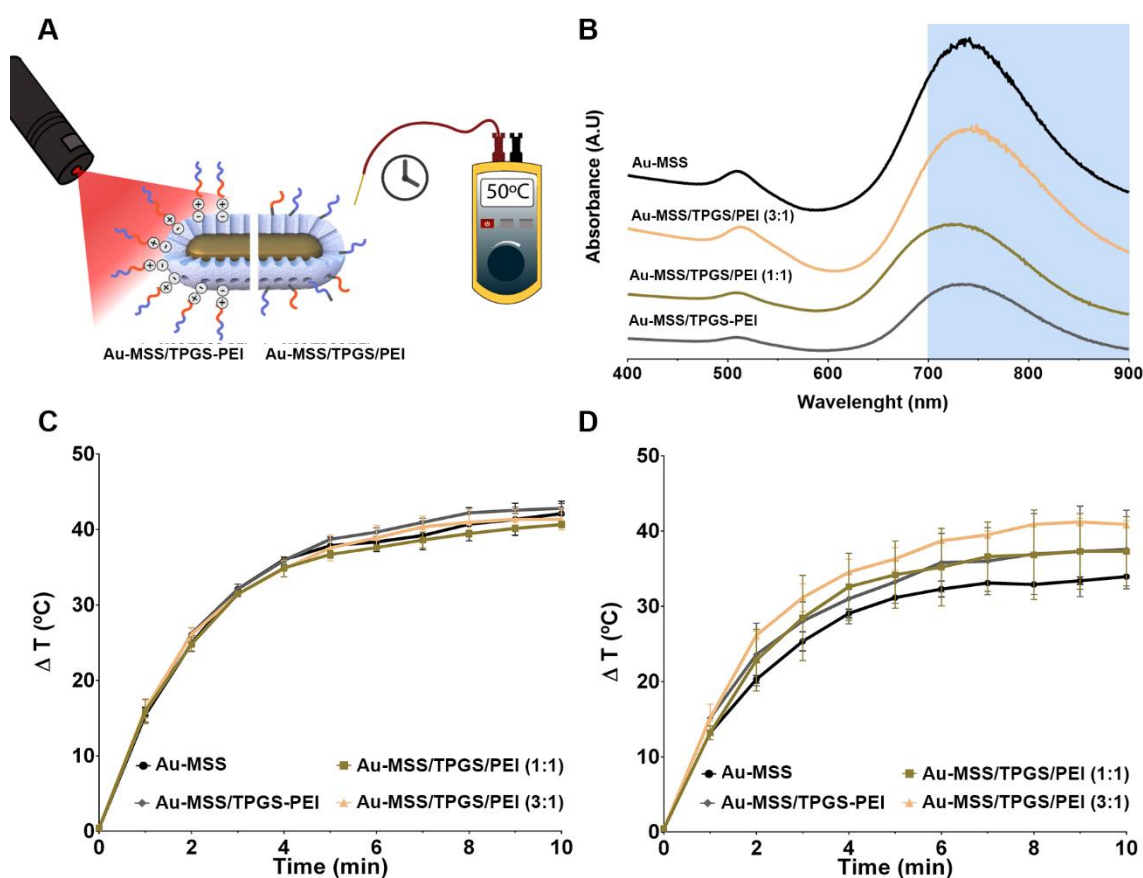 A
50ºC
Au-MSS/TPGS-PEI
Au-MSS/TPGS/PEI
B
Absorbance (A.U)
Au-MSS
Au-MSS/TPGS/PEI (3:1)
Au-MSS/TPGS/PEI (1:1)
Au-MSS/TPGS-PEI
400 500 600 700 800 900
Wavelenght (nm)
C
Δ T (ºC)
50
40
30
20
10
0
Au-MSS
Au-MSS/TPGS/PEI (1:1)
Au-MSS/TPGS-PEI
Au-MSS/TPGS/PEI (3:1)
0 2 4 6 8 10
Time (min)
D
Δ T (ºC)
50
40
30
20
10
0
Au-MSS
Au-MSS/TPGS/PEI (1:1)
Au-MSS/TPGS-PEI
Au-MSS/TPGS/PEI (3:1)
0 2 4 6 8 10
Time (min)